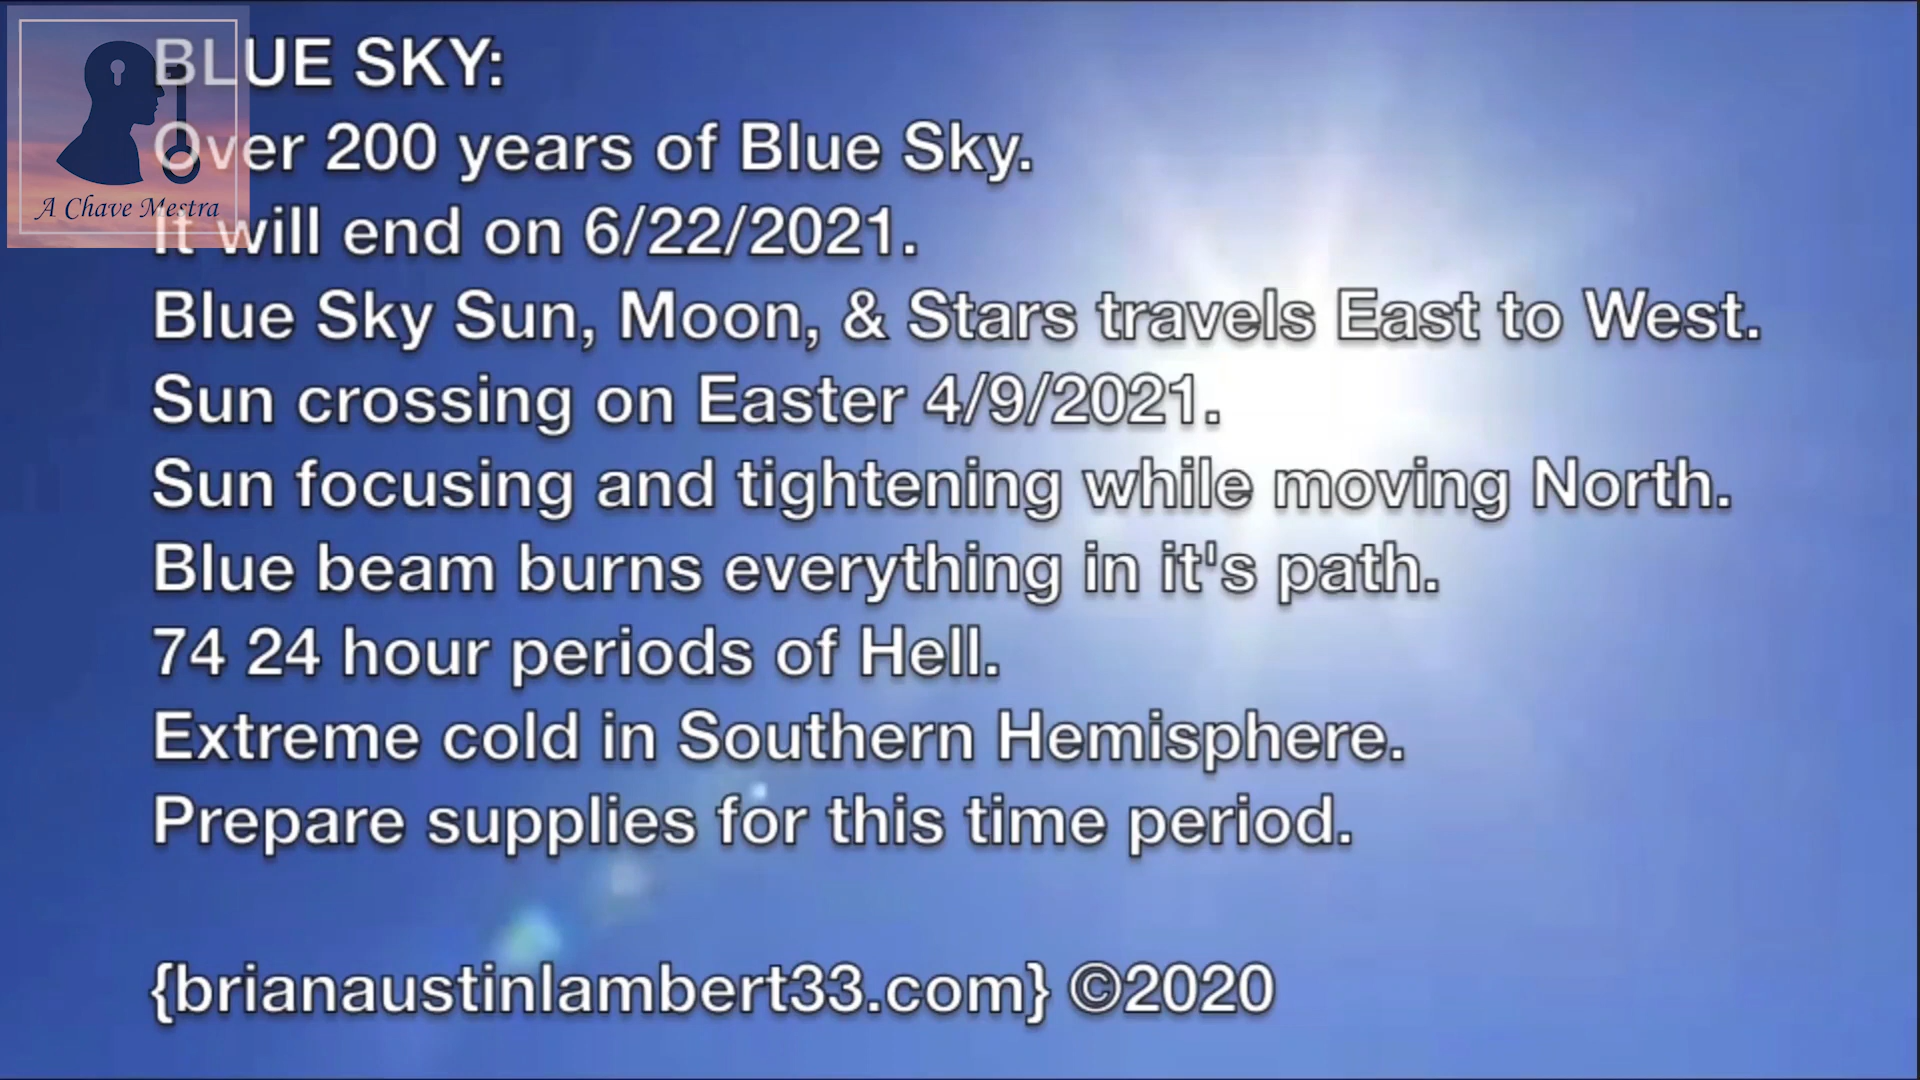 BLUE SKY:
Over 200 years of Blue Sky.
A Chave Mestra
It will end on 6/22/2021.
Blue Sky Sun, Moon, & Stars travels East to West.
Sun crossing on Easter 4/9/2021.
Sun focusing and tightening while moving North.
Blue beam burns everything in it's path.
74 24 hour periods of Hell.
Extreme cold in Southern Hemisphere.
Prepare supplies for this time period.
{brianaustinlambert33.com} ©2020